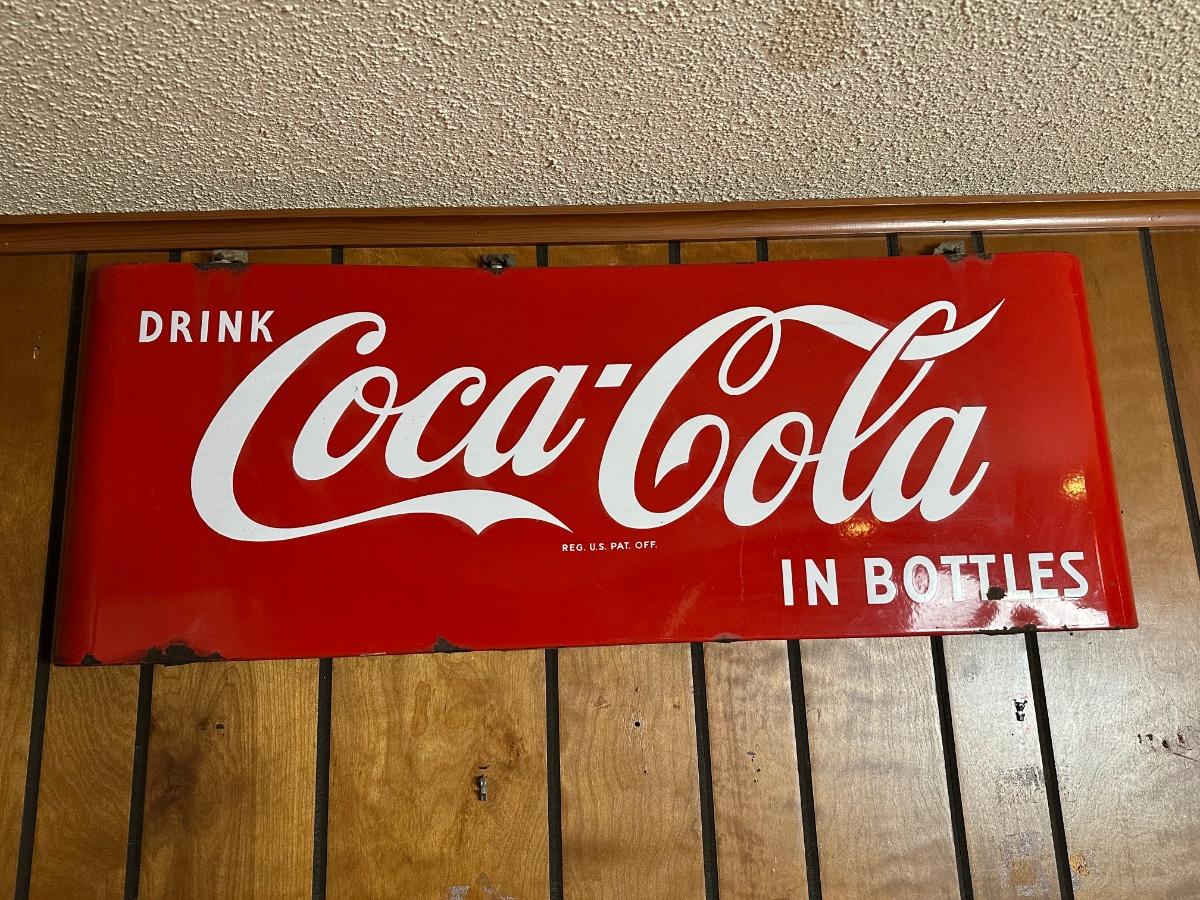 DRINK
Coca-Cola
REG. U.S. PAT. OFF.
IN BOTTLES